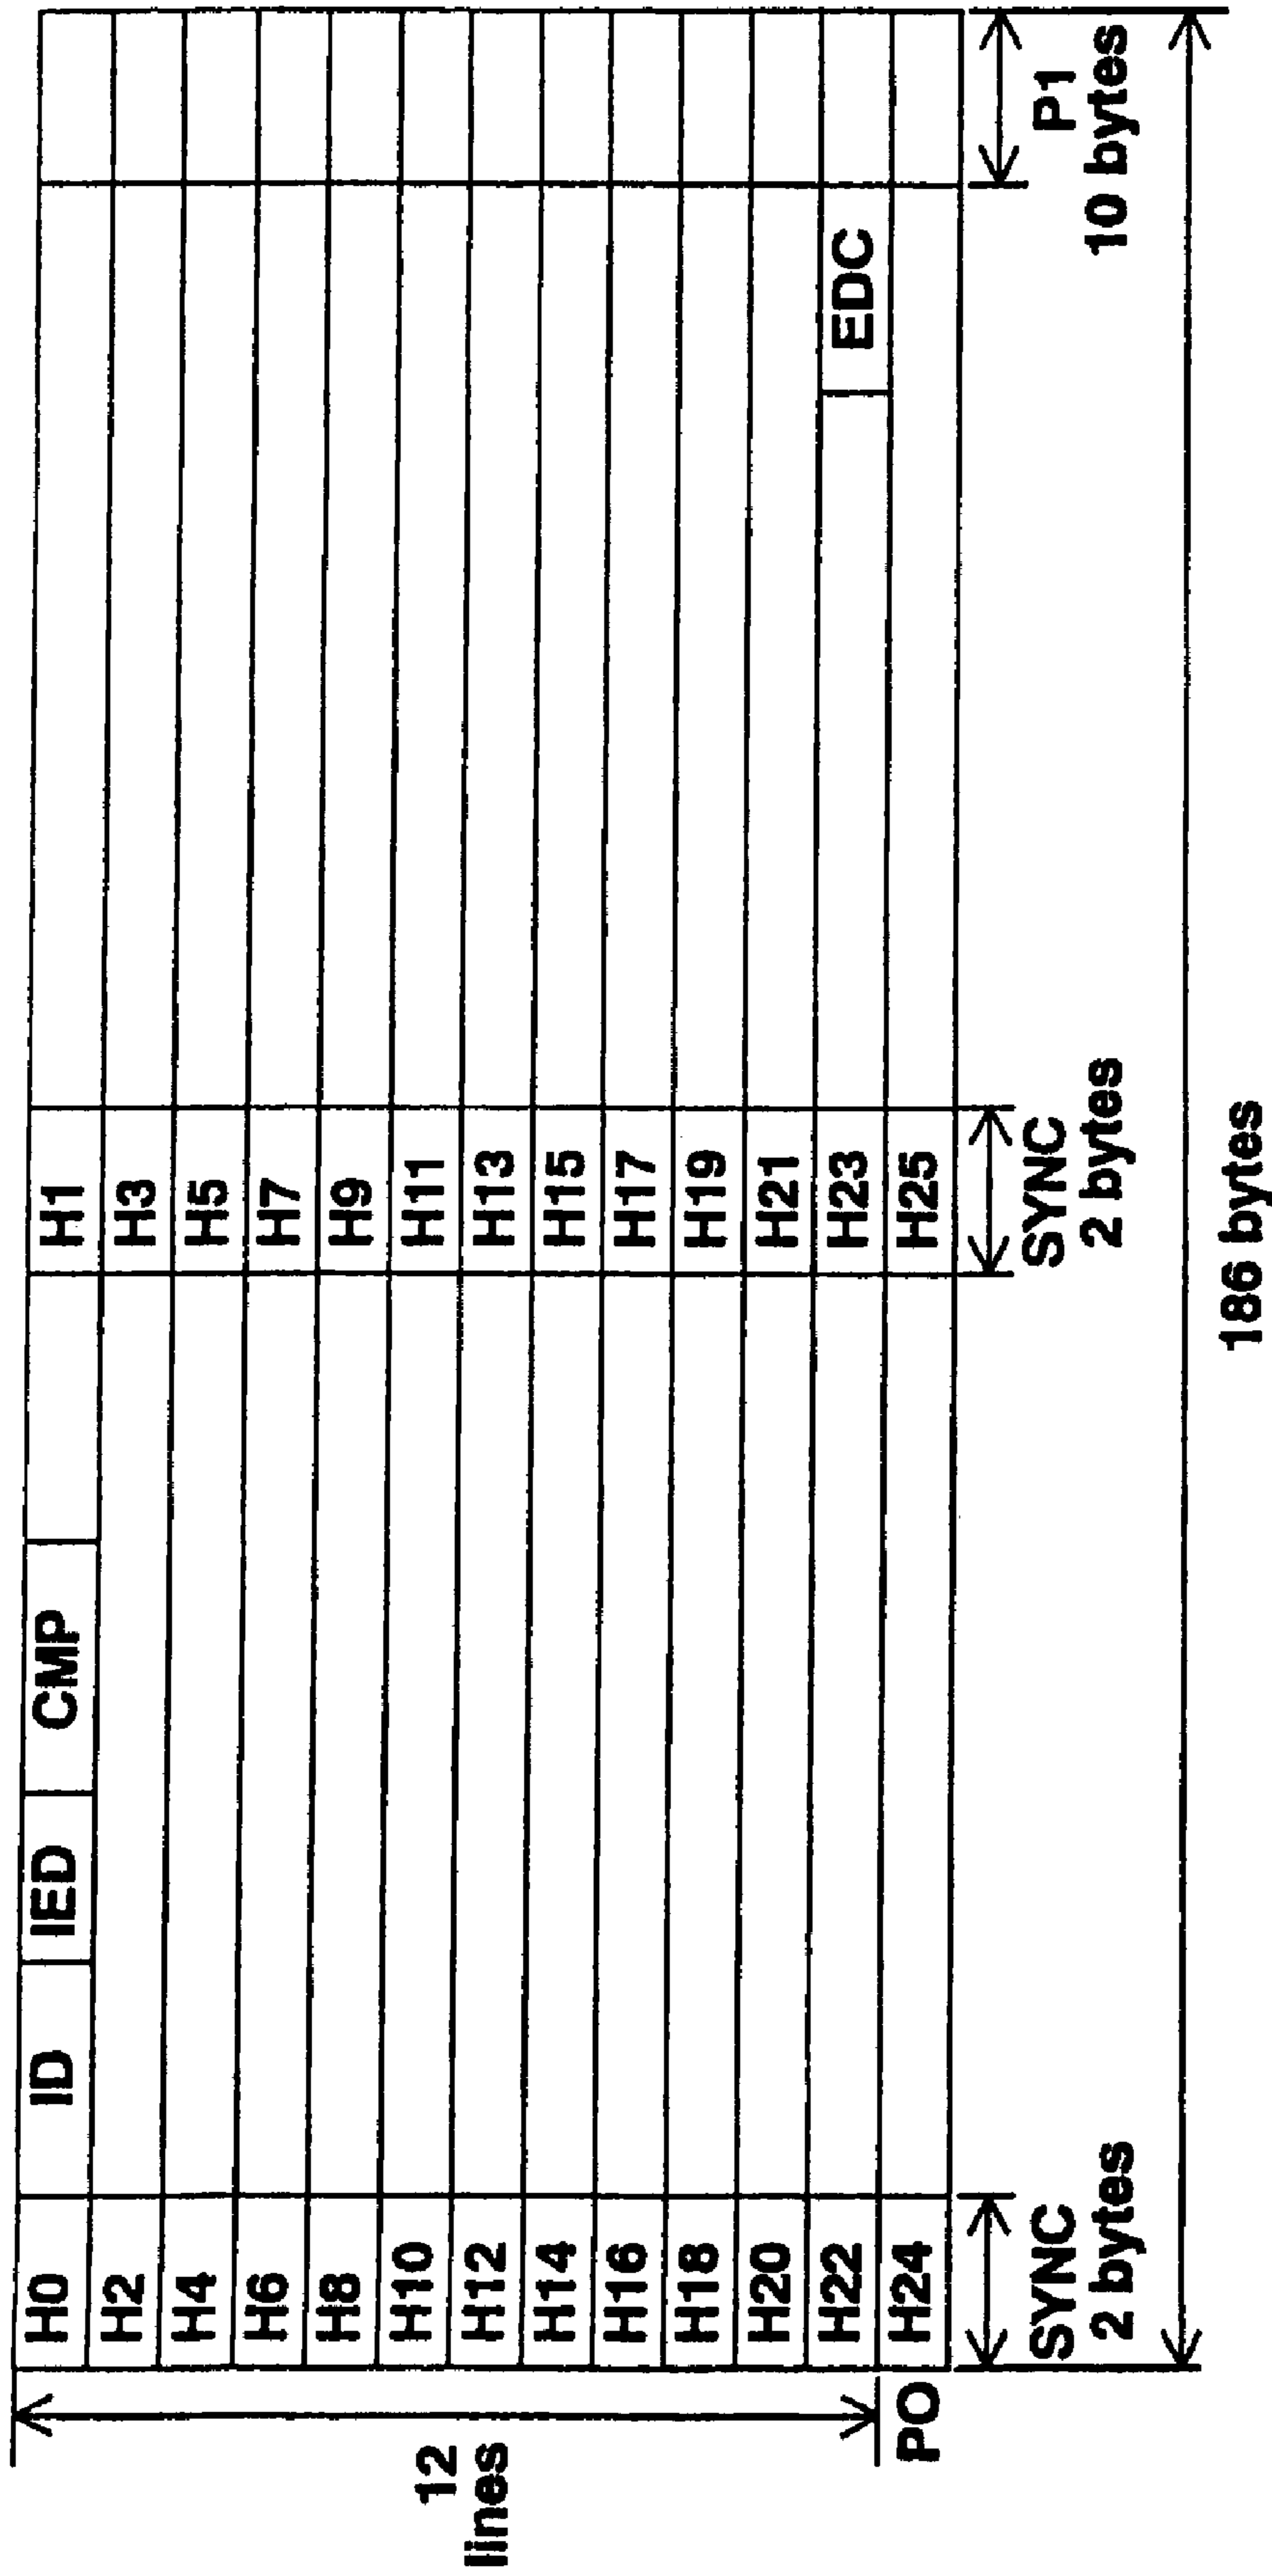 H0 ID IED CMP H1
H2 H3
H4 H5
H6 H7
H8 H9
H10 H11
H12 H13
H14 H15
H16 H17
H18 H19
H20 H21
H22 H23 EDC
H24 H25
12
lines
PO
SYNC
2 bytes
SYNC
2 bytes
P1
10 bytes
186 bytes